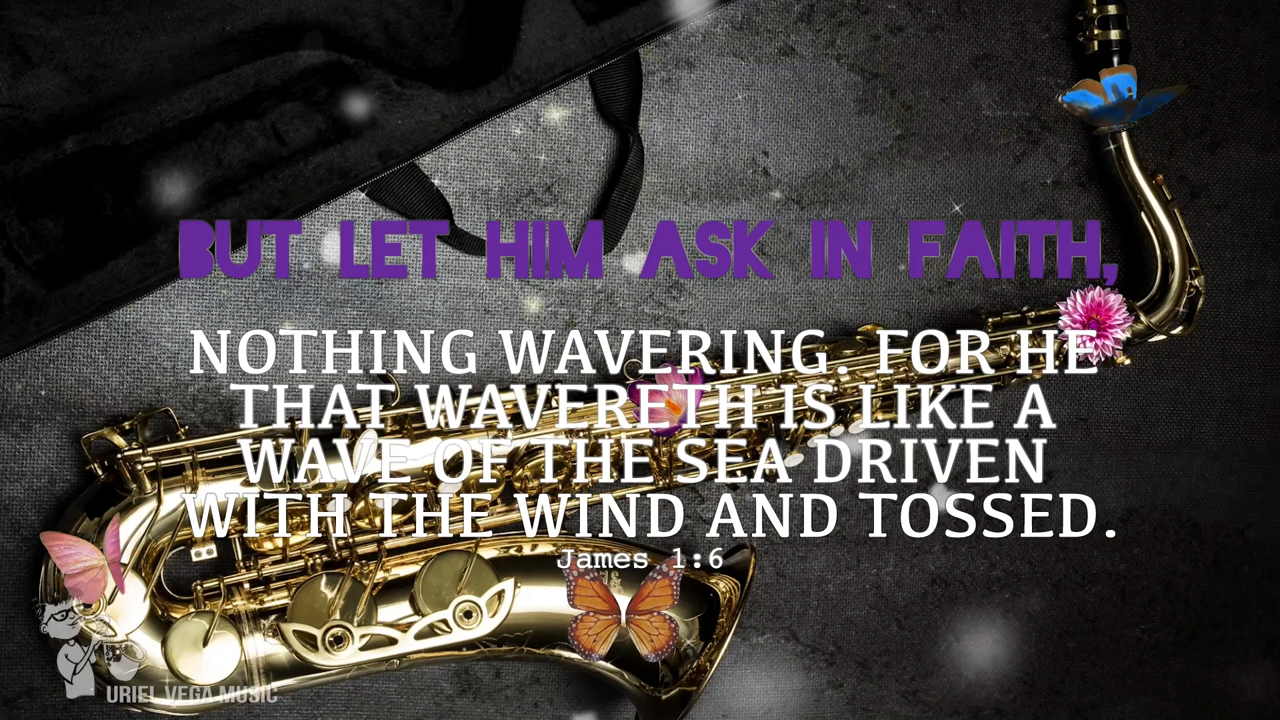 BUT LET HIM ASK IN FAITH,
NOTHING WAVERING. FOR HE
THAT WAVERETH IS LIKE A
WAVE OF THE SEA DRIVEN
WITH THE WIND AND TOSSED.
James 1:6
URIEL VEGA MUSIC